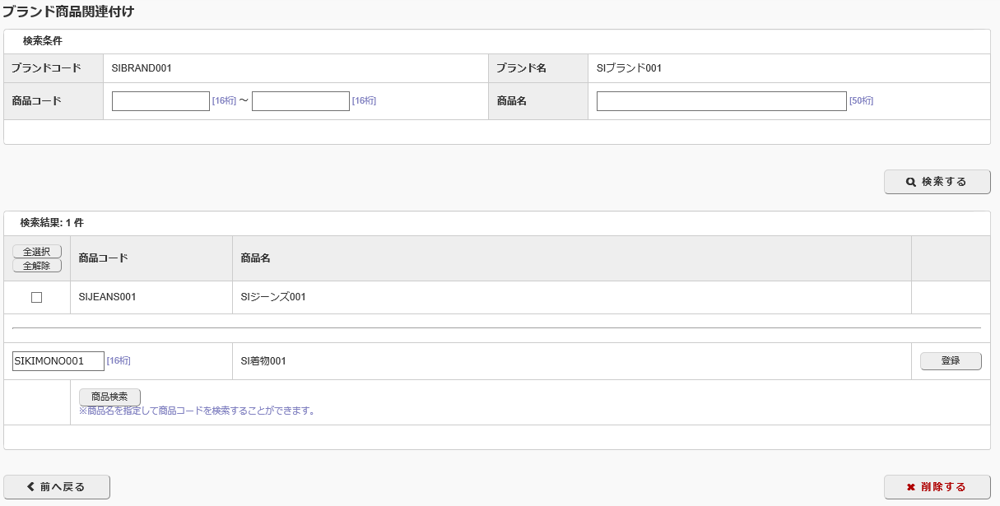 ブランド商品関連付け
検索条件
ブランドコード SIBRAND001 ブランド名 SIブランド001
商品コード [16桁] ～ [16桁] 商品名 [50桁]
検索する
検索結果: 1 件
全選択
全解除
商品コード 商品名
SIJEANS001 SIジーンズ001
SIKIMONO001 [16桁] SI着物001 登録
商品検索
※商品名を指定して商品コードを検索することができます。
前へ戻る 削除する